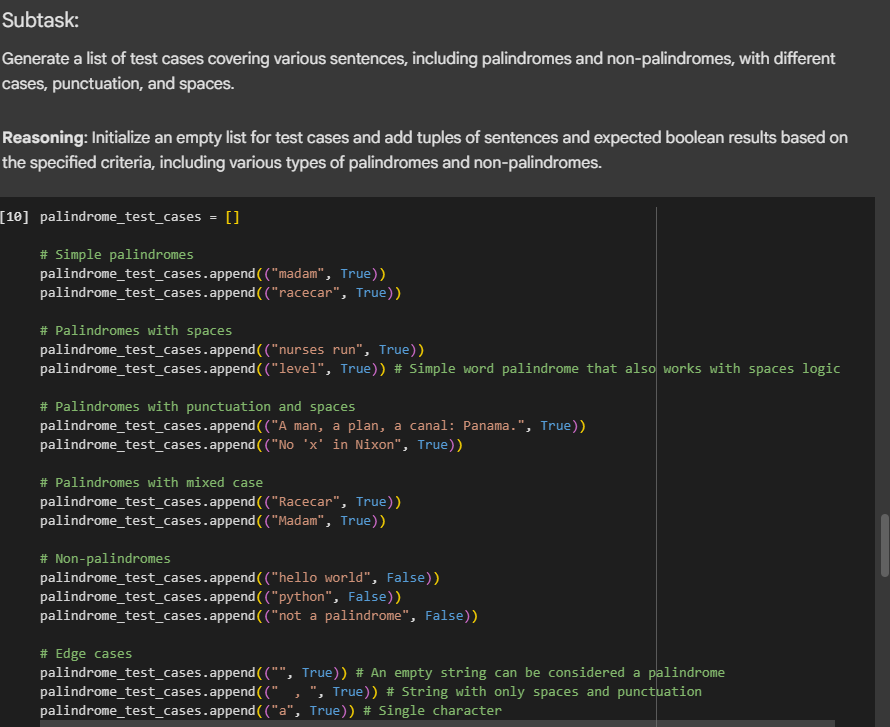 Subtask:
Generate a list of test cases covering various sentences, including palindromes and non-palindromes, with different
cases, punctuation, and spaces.
Reasoning: Initialize an empty list for test cases and add tuples of sentences and expected boolean results based on
the specified criteria, including various types of palindromes and non-palindromes.
[10] palindrome_test_cases = []
# Simple palindromes
palindrome_test_cases.append(("madam", True))
palindrome_test_cases.append(("racecar", True))
# Palindromes with spaces
palindrome_test_cases.append(("nurses run", True))
palindrome_test_cases.append(("level", True)) # Simple word palindrome that also works with spaces logic
# Palindromes with punctuation and spaces
palindrome_test_cases.append(("A man, a plan, a canal: Panama.", True))
palindrome_test_cases.append(("No 'x' in Nixon", True))
# Palindromes with mixed case
palindrome_test_cases.append(("Racecar", True))
palindrome_test_cases.append(("Madam", True))
# Non-palindromes
palindrome_test_cases.append(("hello world", False))
palindrome_test_cases.append(("python", False))
palindrome_test_cases.append(("not a palindrome", False))
# Edge cases
palindrome_test_cases.append(("", True)) # An empty string can be considered a palindrome
palindrome_test_cases.append(("  , ", True)) # String with only spaces and punctuation
palindrome_test_cases.append(("a", True)) # Single character